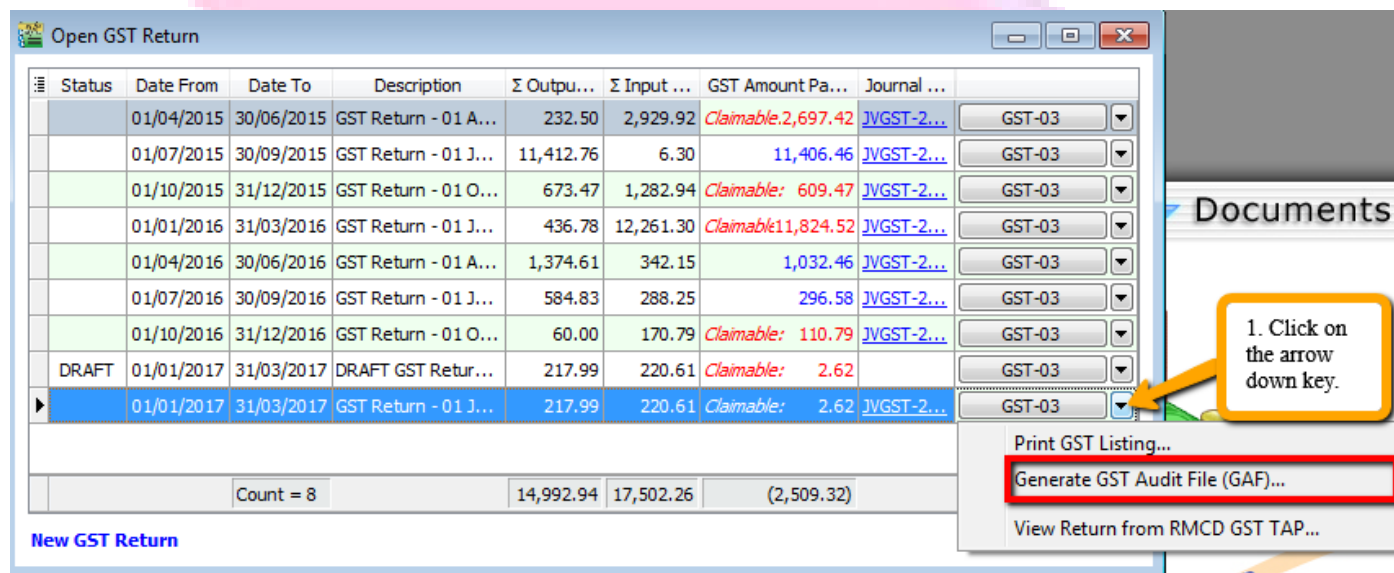 Open GST Return
Status Date From Date To Description Σ Outpu... Σ Input ... GST Amount Pa... Journal ...
01/04/2015 30/06/2015 GST Return - 01 A... 232.50 2,929.92 Claimable:2,697.42 JVGST-2... GST-03
01/07/2015 30/09/2015 GST Return - 01 J... 11,412.76 6.30 11,406.46 JVGST-2... GST-03
01/10/2015 31/12/2015 GST Return - 01 O... 673.47 1,282.94 Claimable: 609.47 JVGST-2... GST-03
01/01/2016 31/03/2016 GST Return - 01 J... 436.78 12,261.30 Claimable11,824.52 JVGST-2... GST-03
01/04/2016 30/06/2016 GST Return - 01 A... 1,374.61 342.15 1,032.46 JVGST-2... GST-03
01/07/2016 30/09/2016 GST Return - 01 J... 584.83 288.25 296.58 JVGST-2... GST-03
01/10/2016 31/12/2016 GST Return - 01 O... 60.00 170.79 Claimable: 110.79 JVGST-2... GST-03
DRAFT 01/01/2017 31/03/2017 DRAFT GST Retur... 217.99 220.61 Claimable: 2.62 GST-03
01/01/2017 31/03/2017 GST Return - 01 J... 217.99 220.61 Claimable: 2.62 JVGST-2... GST-03
Count = 8 14,992.94 17,502.26 (2,509.32)
New GST Return
Print GST Listing...
Generate GST Audit File (GAF)...
View Return from RMCD GST TAP...
Documents
1. Click on
the arrow
down key.